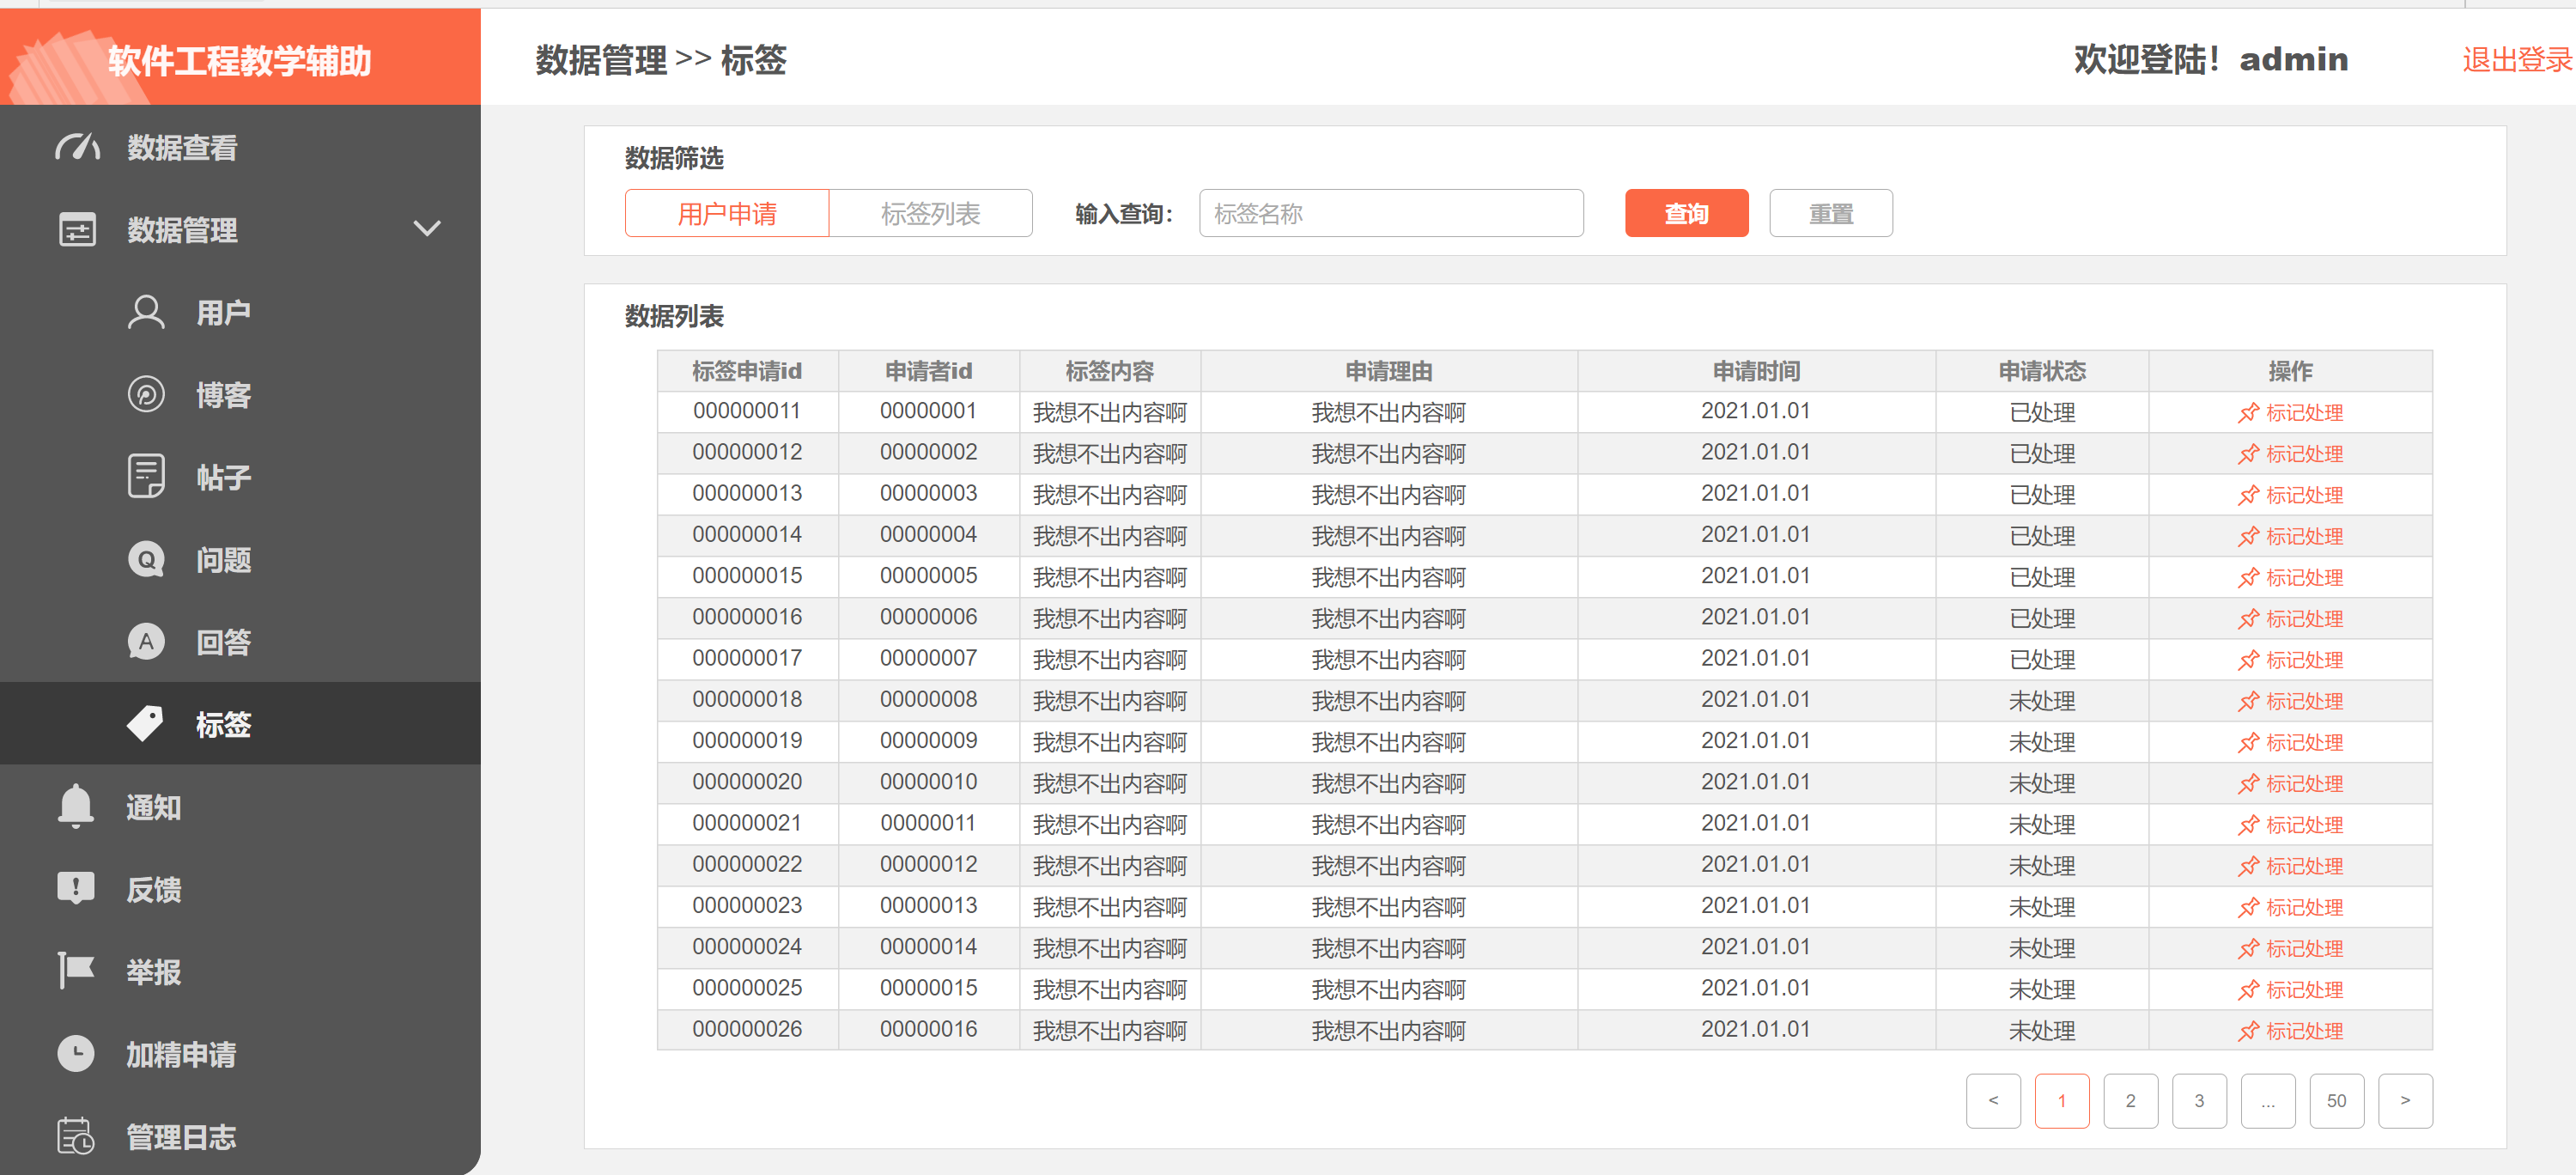 软件工程教学辅助
数据管理 >> 标签
欢迎登陆！admin
退出登录
数据查看
数据管理
用户
博客
帖子
问题
回答
标签
通知
反馈
举报
加精申请
管理日志
数据筛选
用户申请 标签列表 输入查询： 标签名称 查询 重置
数据列表
标签申请id 申请者id 标签内容 申请理由 申请时间 申请状态 操作
000000011 00000001 我想不出内容啊 我想不出内容啊 2021.01.01 已处理 标记处理
000000012 00000002 我想不出内容啊 我想不出内容啊 2021.01.01 已处理 标记处理
000000013 00000003 我想不出内容啊 我想不出内容啊 2021.01.01 已处理 标记处理
000000014 00000004 我想不出内容啊 我想不出内容啊 2021.01.01 已处理 标记处理
000000015 00000005 我想不出内容啊 我想不出内容啊 2021.01.01 已处理 标记处理
000000016 00000006 我想不出内容啊 我想不出内容啊 2021.01.01 已处理 标记处理
000000017 00000007 我想不出内容啊 我想不出内容啊 2021.01.01 已处理 标记处理
000000018 00000008 我想不出内容啊 我想不出内容啊 2021.01.01 未处理 标记处理
000000019 00000009 我想不出内容啊 我想不出内容啊 2021.01.01 未处理 标记处理
000000020 00000010 我想不出内容啊 我想不出内容啊 2021.01.01 未处理 标记处理
000000021 00000011 我想不出内容啊 我想不出内容啊 2021.01.01 未处理 标记处理
000000022 00000012 我想不出内容啊 我想不出内容啊 2021.01.01 未处理 标记处理
000000023 00000013 我想不出内容啊 我想不出内容啊 2021.01.01 未处理 标记处理
000000024 00000014 我想不出内容啊 我想不出内容啊 2021.01.01 未处理 标记处理
000000025 00000015 我想不出内容啊 我想不出内容啊 2021.01.01 未处理 标记处理
000000026 00000016 我想不出内容啊 我想不出内容啊 2021.01.01 未处理 标记处理
< 1 2 3 ... 50 >